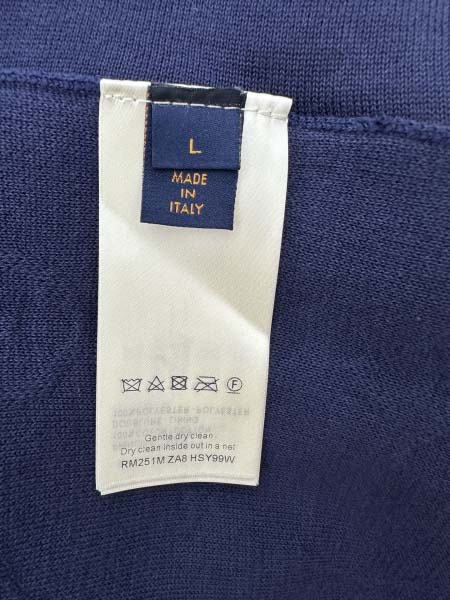 L
MADE
IN
ITALY
F
Gentle dry clean
Dry clean inside out in a net
RM251M ZA8 HSY99W